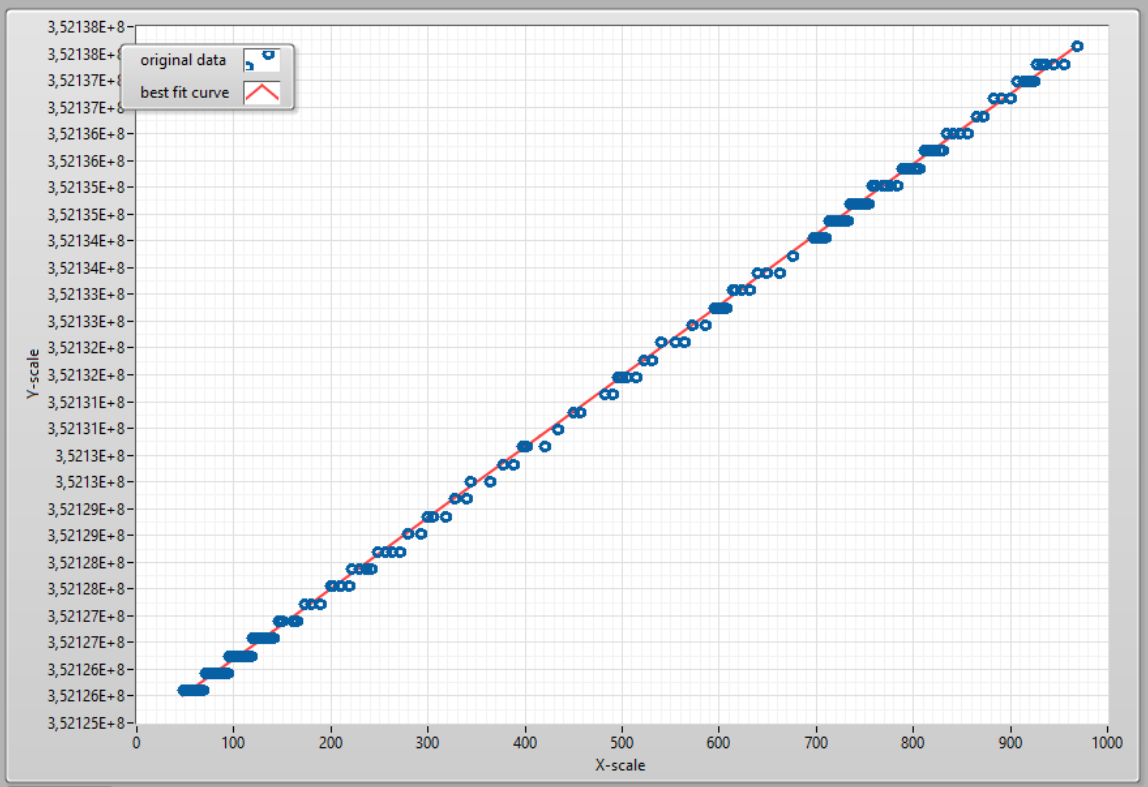 3,52138E+8
3,52138E+8
3,52137E+8
3,52137E+8
3,52136E+8
3,52136E+8
3,52135E+8
3,52135E+8
3,52134E+8
3,52134E+8
3,52133E+8
3,52133E+8
3,52132E+8
3,52132E+8
3,52131E+8
3,52131E+8
3,5213E+8
3,5213E+8
3,52129E+8
3,52129E+8
3,52128E+8
3,52128E+8
3,52127E+8
3,52127E+8
3,52126E+8
3,52126E+8
3,52125E+8
Y-scale
original data
best fit curve
0 100 200 300 400 500 600 700 800 900 1000
X-scale